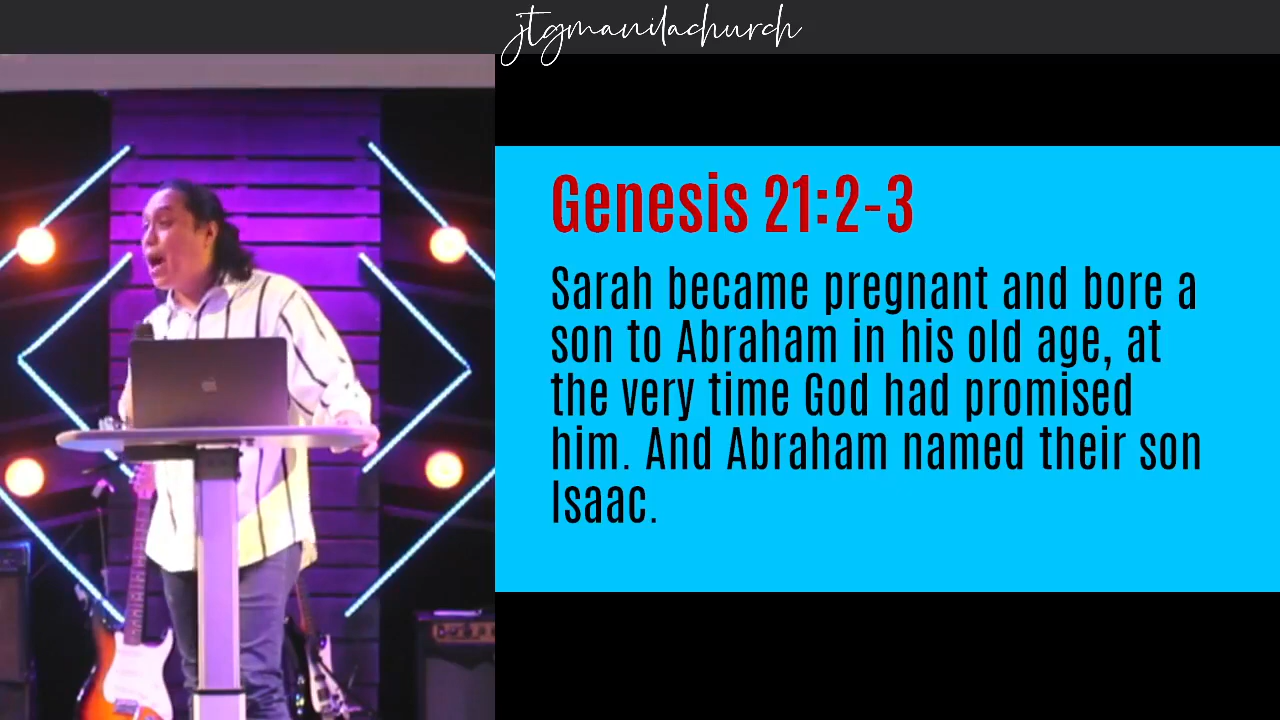 jtgmanilachurch
Genesis 21:2-3
Sarah became pregnant and bore a
son to Abraham in his old age, at
the very time God had promised
him. And Abraham named their son
Isaac.